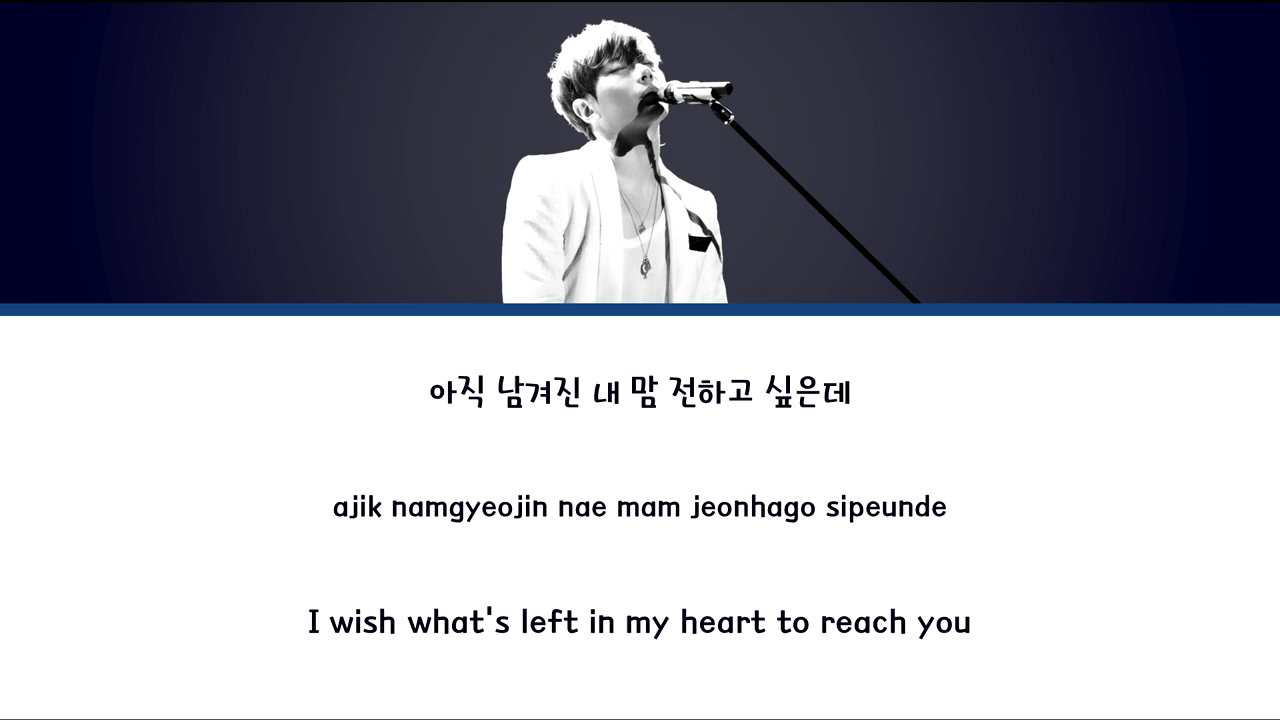 아직 남겨진 내 맘 전하고 싶은데
ajik namgyeojin nae mam jeonhago sipeunde
I wish what's left in my heart to reach you